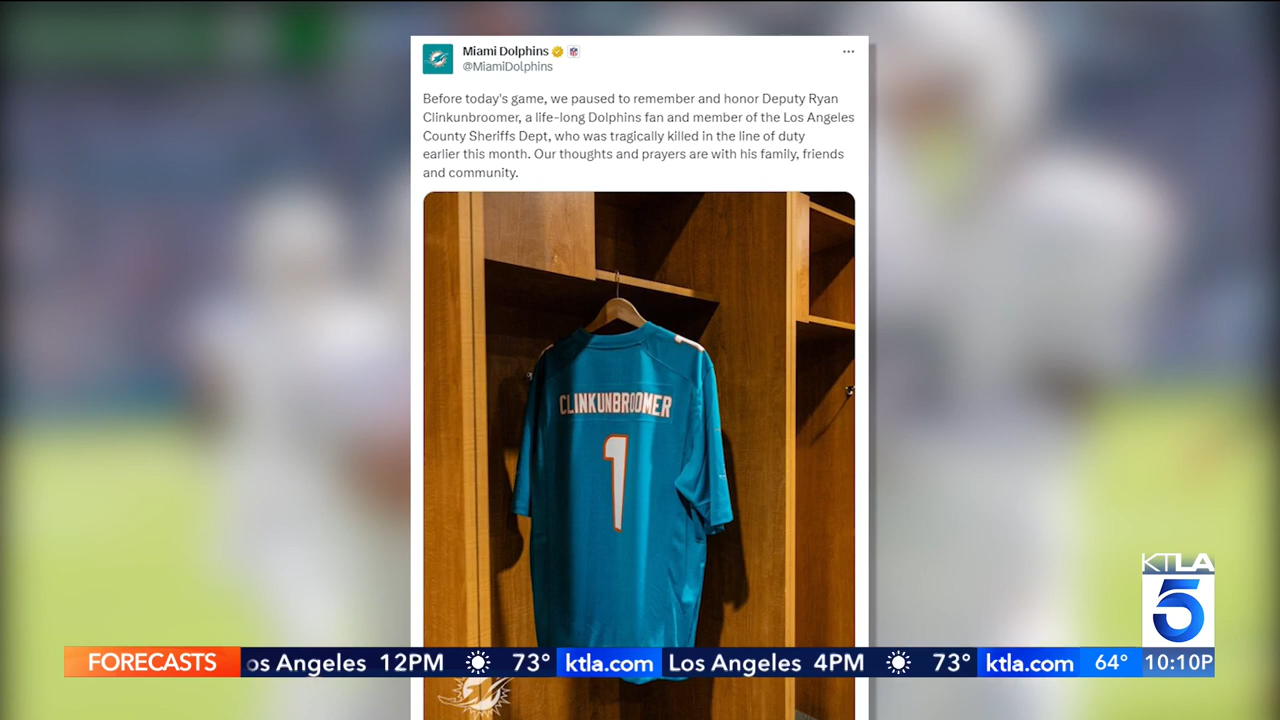 Miami Dolphins
@MiamiDolphins
Before today's game, we paused to remember and honor Deputy Ryan
Clinkunbroomer, a life-long Dolphins fan and member of the Los Angeles
County Sheriffs Dept, who was tragically killed in the line of duty
earlier this month. Our thoughts and prayers are with his family, friends
and community.
1
CLINKUNBROOMER
1
KTLA
5
FORECASTS os Angeles 12PM 73° ktla.com Los Angeles 4PM 73° ktla.com 64° 10:10P